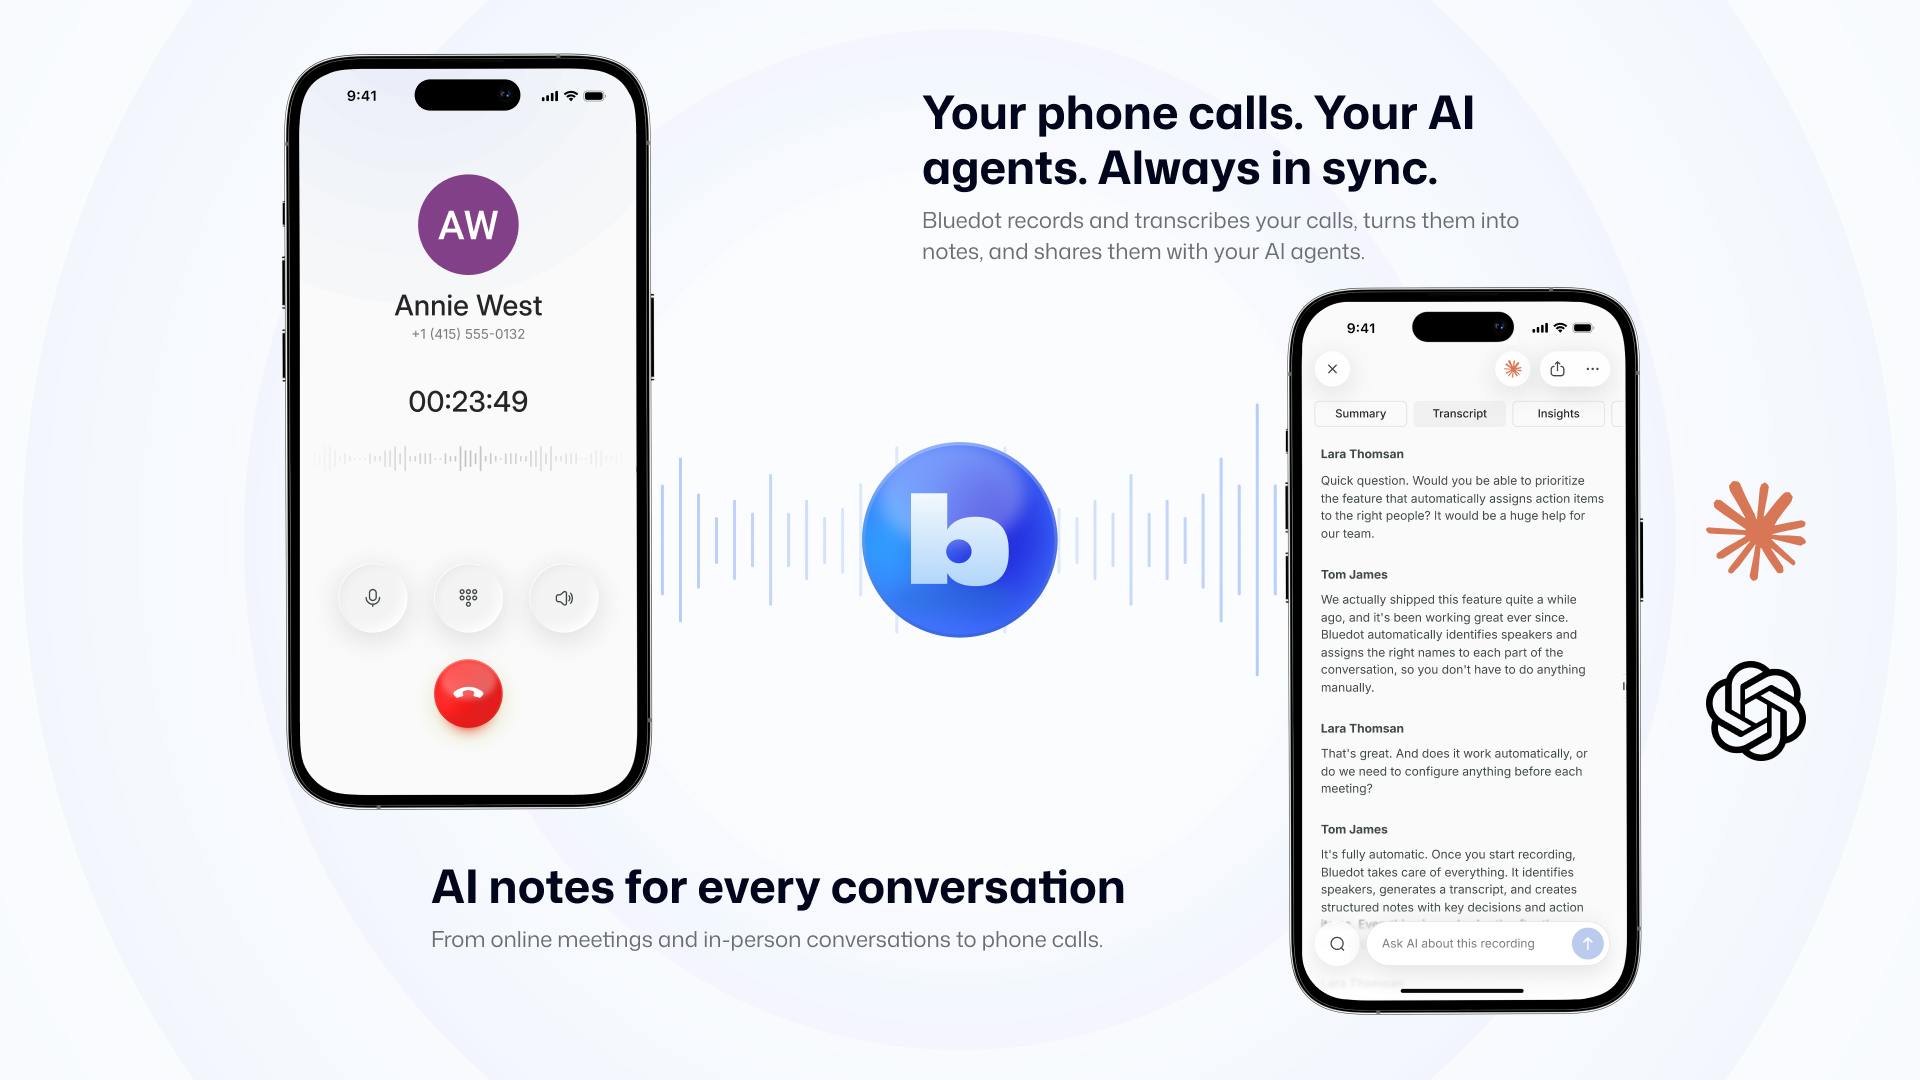 9:41
AW
Annie West
+1 (415) 555-0132
00:23:49
Your phone calls. Your AI
agents. Always in sync.
Bluedot records and transcribes your calls, turns them into
notes, and shares them with your AI agents.
b
9:41
Summary
Transcript
Insights
Lara Thomsan
Quick question. Would you be able to prioritize
the feature that automatically assigns action items
to the right people? It would be a huge help for
our team.
Tom James
We actually shipped this feature quite a while
ago, and it's been working great ever since.
Bluedot automatically identifies speakers and
assigns the right names to each part of the
conversation, so you don't have to do anything
manually.
Lara Thomsan
That's great. And does it work automatically, or
do we need to configure anything before each
meeting?
Tom James
It's fully automatic. Once you start recording,
Bluedot takes care of everything. It identifies
speakers, generates a transcript, and creates
structured notes with key decisions and action
Ask AI about this recording
Lara Thomsan
AI notes for every conversation
From online meetings and in-person conversations to phone calls.